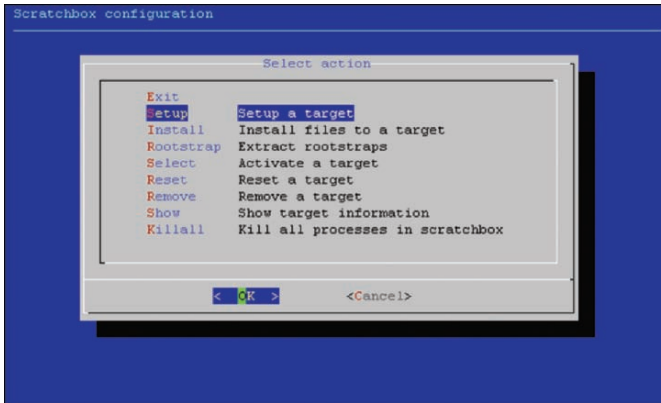 Scratchbox configuration
Select action
Exit
Setup Setup a target
Install Install files to a target
Rootstrap Extract rootstraps
Select Activate a target
Reset Reset a target
Remove Remove a target
Show Show target information
Killall Kill all processes in scratchbox
< OK > <Cancel>